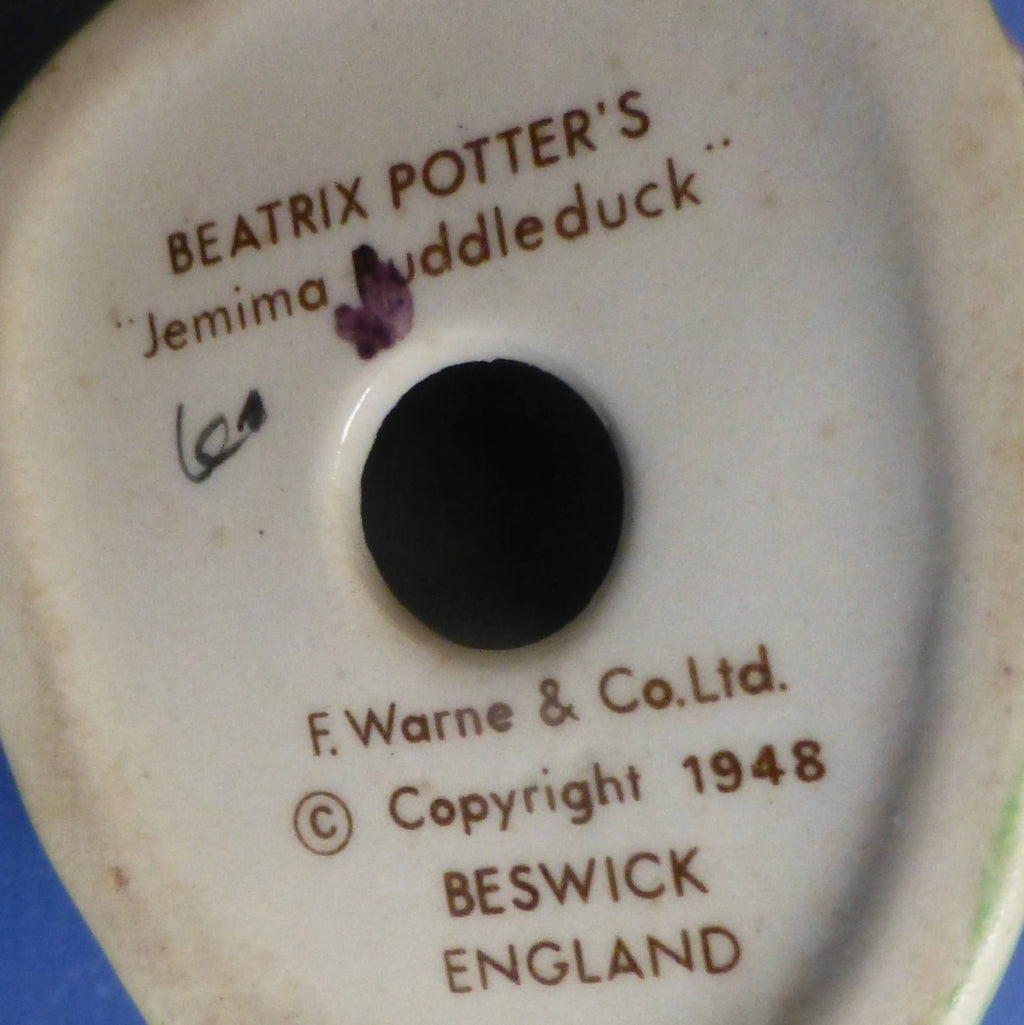 BEATRIX POTTER'S
"Jemima Puddleduck"
F. Warne & Co. Ltd.
© Copyright 1948
BESWICK
ENGLAND